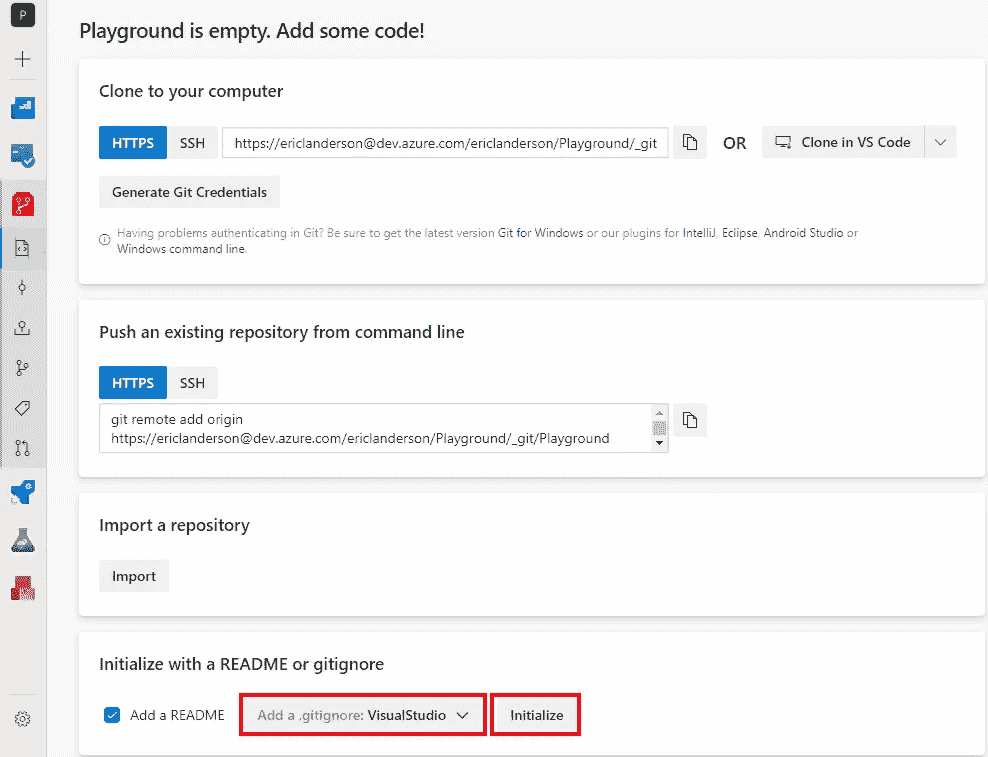 P
Playground is empty. Add some code!
Clone to your computer
HTTPS SSH https://ericlanderson@dev.azure.com/ericlanderson/Playground/_git OR Clone in VS Code
Generate Git Credentials
Having problems authenticating in Git? Be sure to get the latest version Git for Windows or our plugins for IntelliJ, Eclipse, Android Studio or
Windows command line.
Push an existing repository from command line
HTTPS SSH
git remote add origin
https://ericlanderson@dev.azure.com/ericlanderson/Playground/_git/Playground
Import a repository
Import
Initialize with a README or gitignore
Add a README Add a .gitignore: VisualStudio Initialize